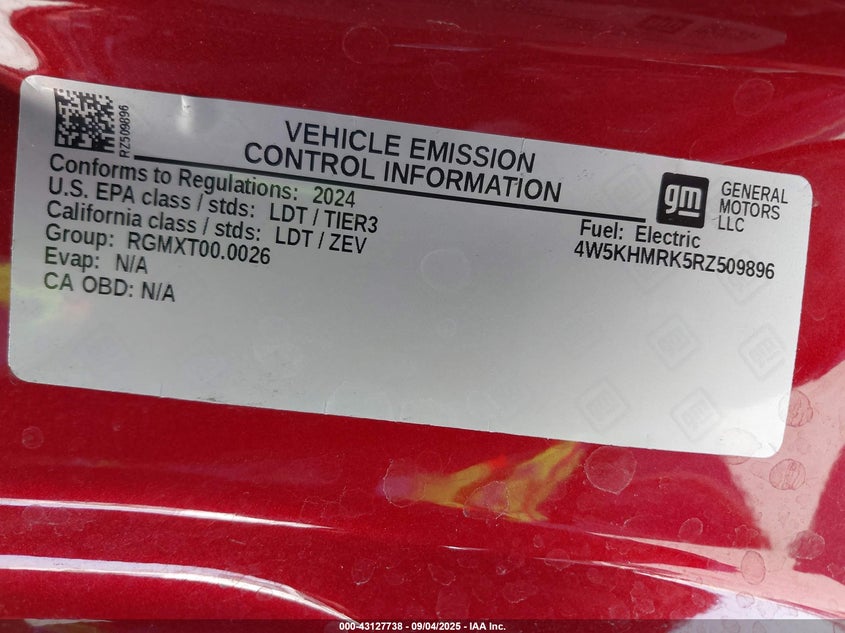 RZ509896
VEHICLE EMISSION
CONTROL INFORMATION
Conforms to Regulations: 2024
U.S. EPA class / stds: LDT / TIER3
California class / stds: LDT / ZEV
Group: RGMXT00.0026
Evap: N/A
CA OBD: N/A
gm
GENERAL
MOTORS
LLC
Fuel: Electric
4W5KHMRK5RZ509896
000-43127738 - 09/04/2025 - IAA Inc.